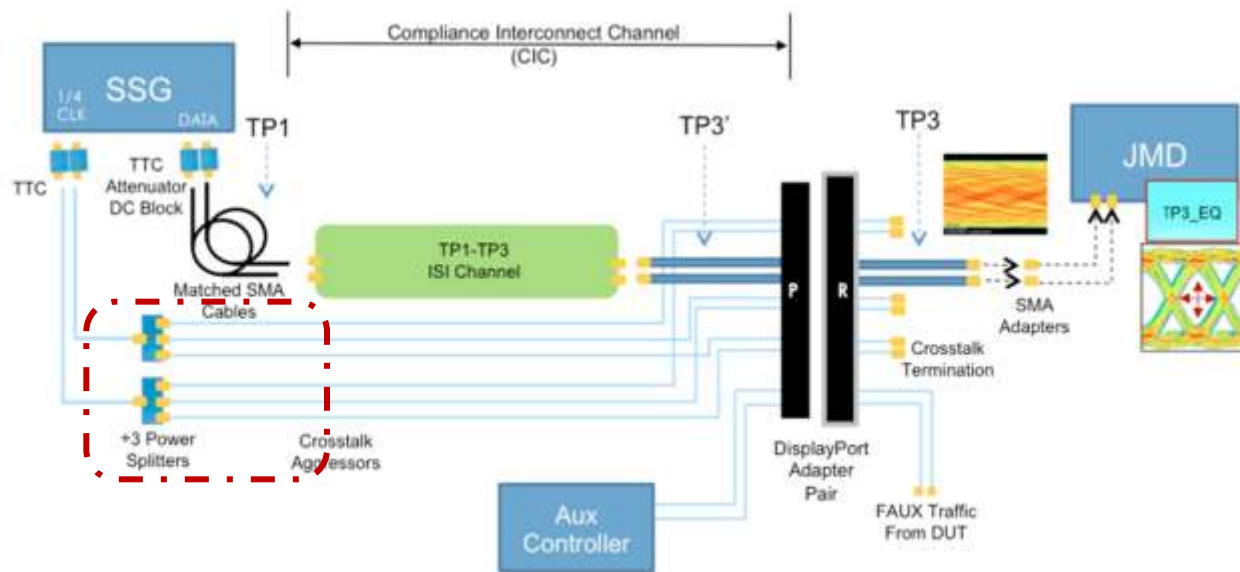 Compliance Interconnect Channel
(CIC)
SSG
1/4
CLK
DATA
TP1
TP3'
TP3
JMD
TTC
TTC
Attenuator
DC Block
TP3_EQ
TP1-TP3
ISI Channel
Matched SMA
Cables
P
R
SMA
Adapters
Crosstalk
Termination
+3 Power
Splitters
Crosstalk
Aggressors
DisplayPort
Adapter
Pair
Aux
Controller
FAUX Traffic
From DUT